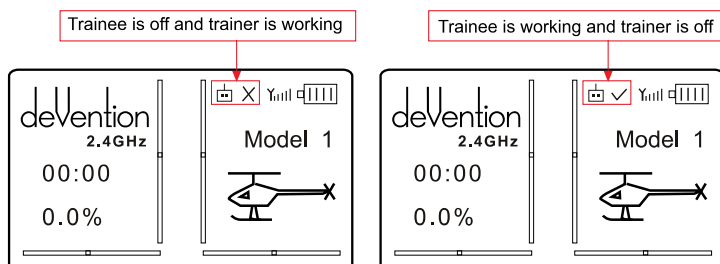 Trainee is off and trainer is working
Trainee is working and trainer is off
deVention
2.4GHz
Model 1
00:00
0.0%
deVention
2.4GHz
Model 1
00:00
0.0%